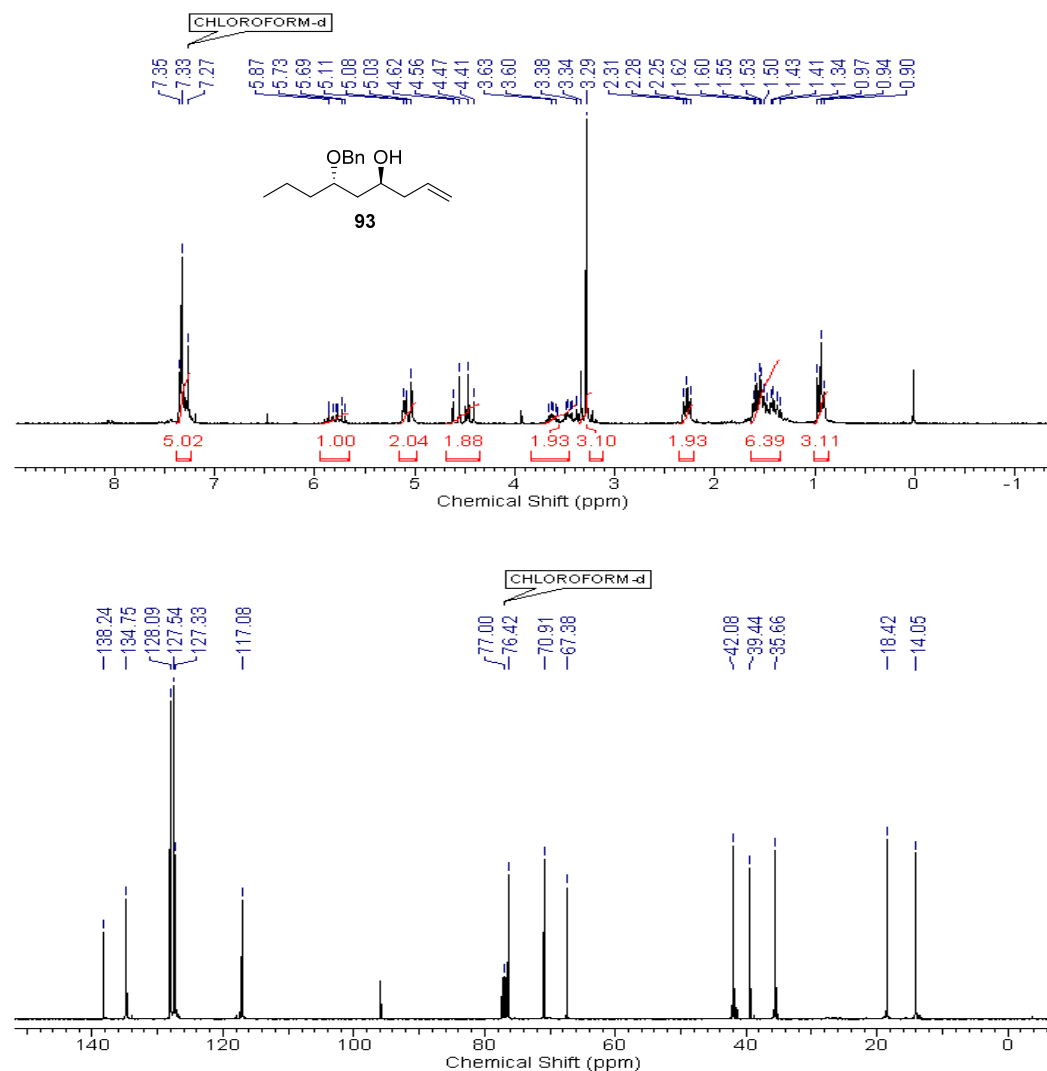 CHLOROFORM-d
7.35 7.33 7.27 5.87 5.73 5.69 5.11 5.08 5.03 4.62 4.56 4.47 4.41 3.63 3.60 3.38 3.34 3.29 2.31 2.28 2.25 1.62 1.60 1.55 1.53 1.50 1.43 1.41 1.34 0.97 0.94 0.90
OBn OH
93
5.02 1.00 2.04 1.88 1.93 3.10 1.93 6.39 3.11
8 7 6 5 4 3 2 1 0 -1
Chemical Shift (ppm)
CHLOROFORM-d
138.24 134.75 128.09 127.54 127.33 117.08 77.00 76.42 70.91 67.38 42.08 39.44 35.66 18.42 14.05
140 120 100 80 60 40 20 0
Chemical Shift (ppm)